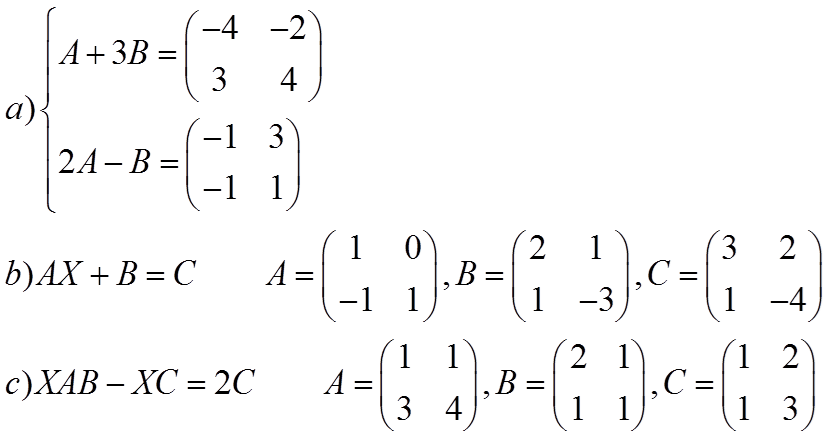 a) { A + 3B = ( −4 −2 )
( 3 4 )
2A − B = ( −1 3 )
( −1 1 )
b) AX + B = C A = ( 1 0 ), B = ( 2 1 ), C = ( 3 2 )
( −1 1 ) ( 1 −3 ) ( 1 −4 )
c) XAB − XC = 2C A = ( 1 1 ), B = ( 2 1 ), C = ( 1 2 )
( 3 4 ) ( 1 1 ) ( 1 3 )